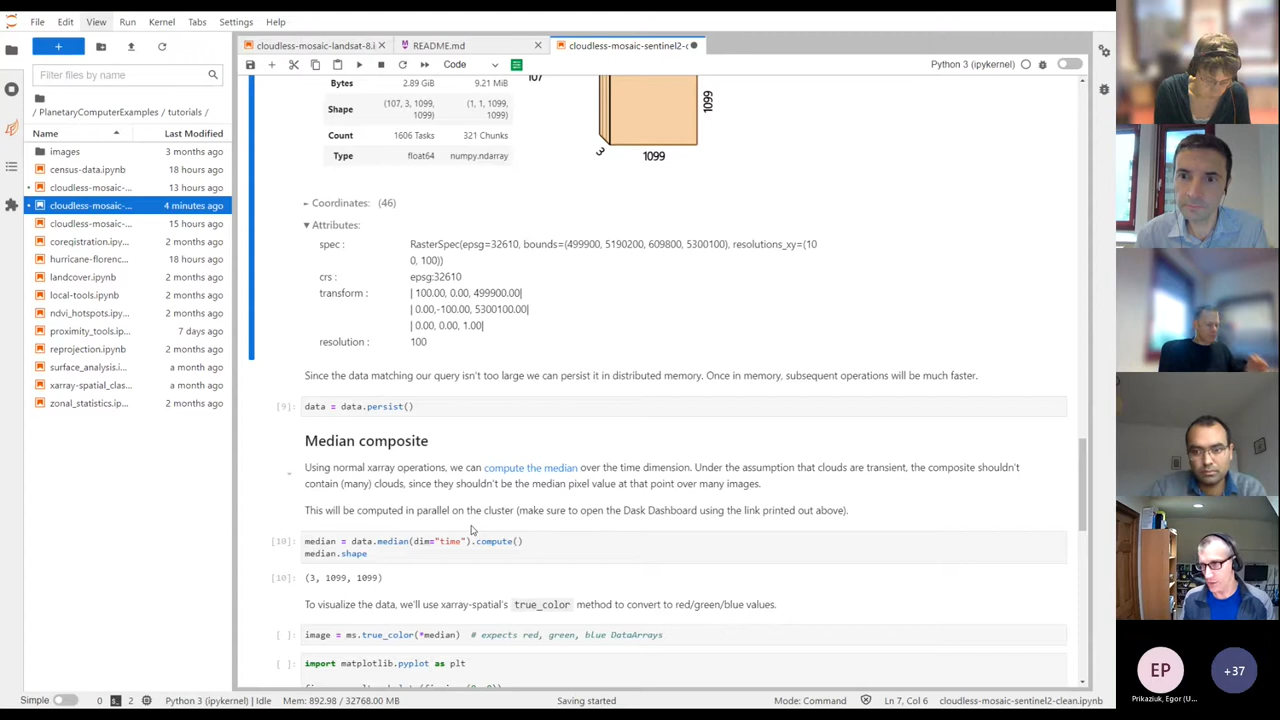 File Edit View Run Kernel Tabs Settings Help
Filter files by name
/ PlanetaryComputerExamples / tutorials /
Name Last Modified
images 3 months ago
census-data.ipynb 18 hours ago
cloudless-mosaic-... 13 hours ago
cloudless-mosaic-... 4 minutes ago
cloudless-mosaic-... 15 hours ago
coregistration.ipy... 2 months ago
hurricane-florenc... 18 hours ago
landcover.ipynb 2 months ago
local-tools.ipynb 2 months ago
ndvi_hotspots.ipynb 2 months ago
proximity_tools.ip... 7 days ago
reprojection.ipynb 2 months ago
surface_analysis.i... a month ago
xarray-spatial_clas... a month ago
zonal_statistics.ip... 2 months ago
cloudless-mosaic-landsat-8.i
README.md
cloudless-mosaic-sentinel2-c
Code
Python 3 (ipykernel)
Bytes 2.89 GiB 9.21 MiB
Shape (107, 3, 1099, 1099) (1, 1, 1099, 1099)
Count 1606 Tasks 321 Chunks
Type float64 numpy.ndarray
107
1099
3
1099
Coordinates: (46)
Attributes:
spec : RasterSpec(epsg=32610, bounds=(499900, 5190200, 609800, 5300100), resolutions_xy=(10
0, 100))
crs : epsg:32610
transform : | 100.00, 0.00, 499900.00|
| 0.00,-100.00, 5300100.00|
| 0.00, 0.00, 1.00|
resolution : 100
Since the data matching our query isn't too large we can persist it in distributed memory. Once in memory, subsequent operations will be much faster.
[9]: data = data.persist()
Median composite
Using normal xarray operations, we can compute the median over the time dimension. Under the assumption that clouds are transient, the composite shouldn't
contain (many) clouds, since they shouldn't be the median pixel value at that point over many images.
This will be computed in parallel on the cluster (make sure to open the Dask Dashboard using the link printed out above).
[10]: median = data.median(dim="time").compute()
median.shape
[10]: (3, 1099, 1099)
To visualize the data, we'll use xarray-spatial's true_color method to convert to red/green/blue values.
[ ]: image = ms.true_color(*median) # expects red, green, blue DataArrays
[ ]: import matplotlib.pyplot as plt
Simple 0 2 Python 3 (ipykernel) | Idle Mem: 892.98 / 32768.00 MB Saving started Mode: Command Ln 7, Col 6 cloudless-mosaic-sentinel2-clean.ipynb
EP
Prikaziuk, Egor (U...
+37